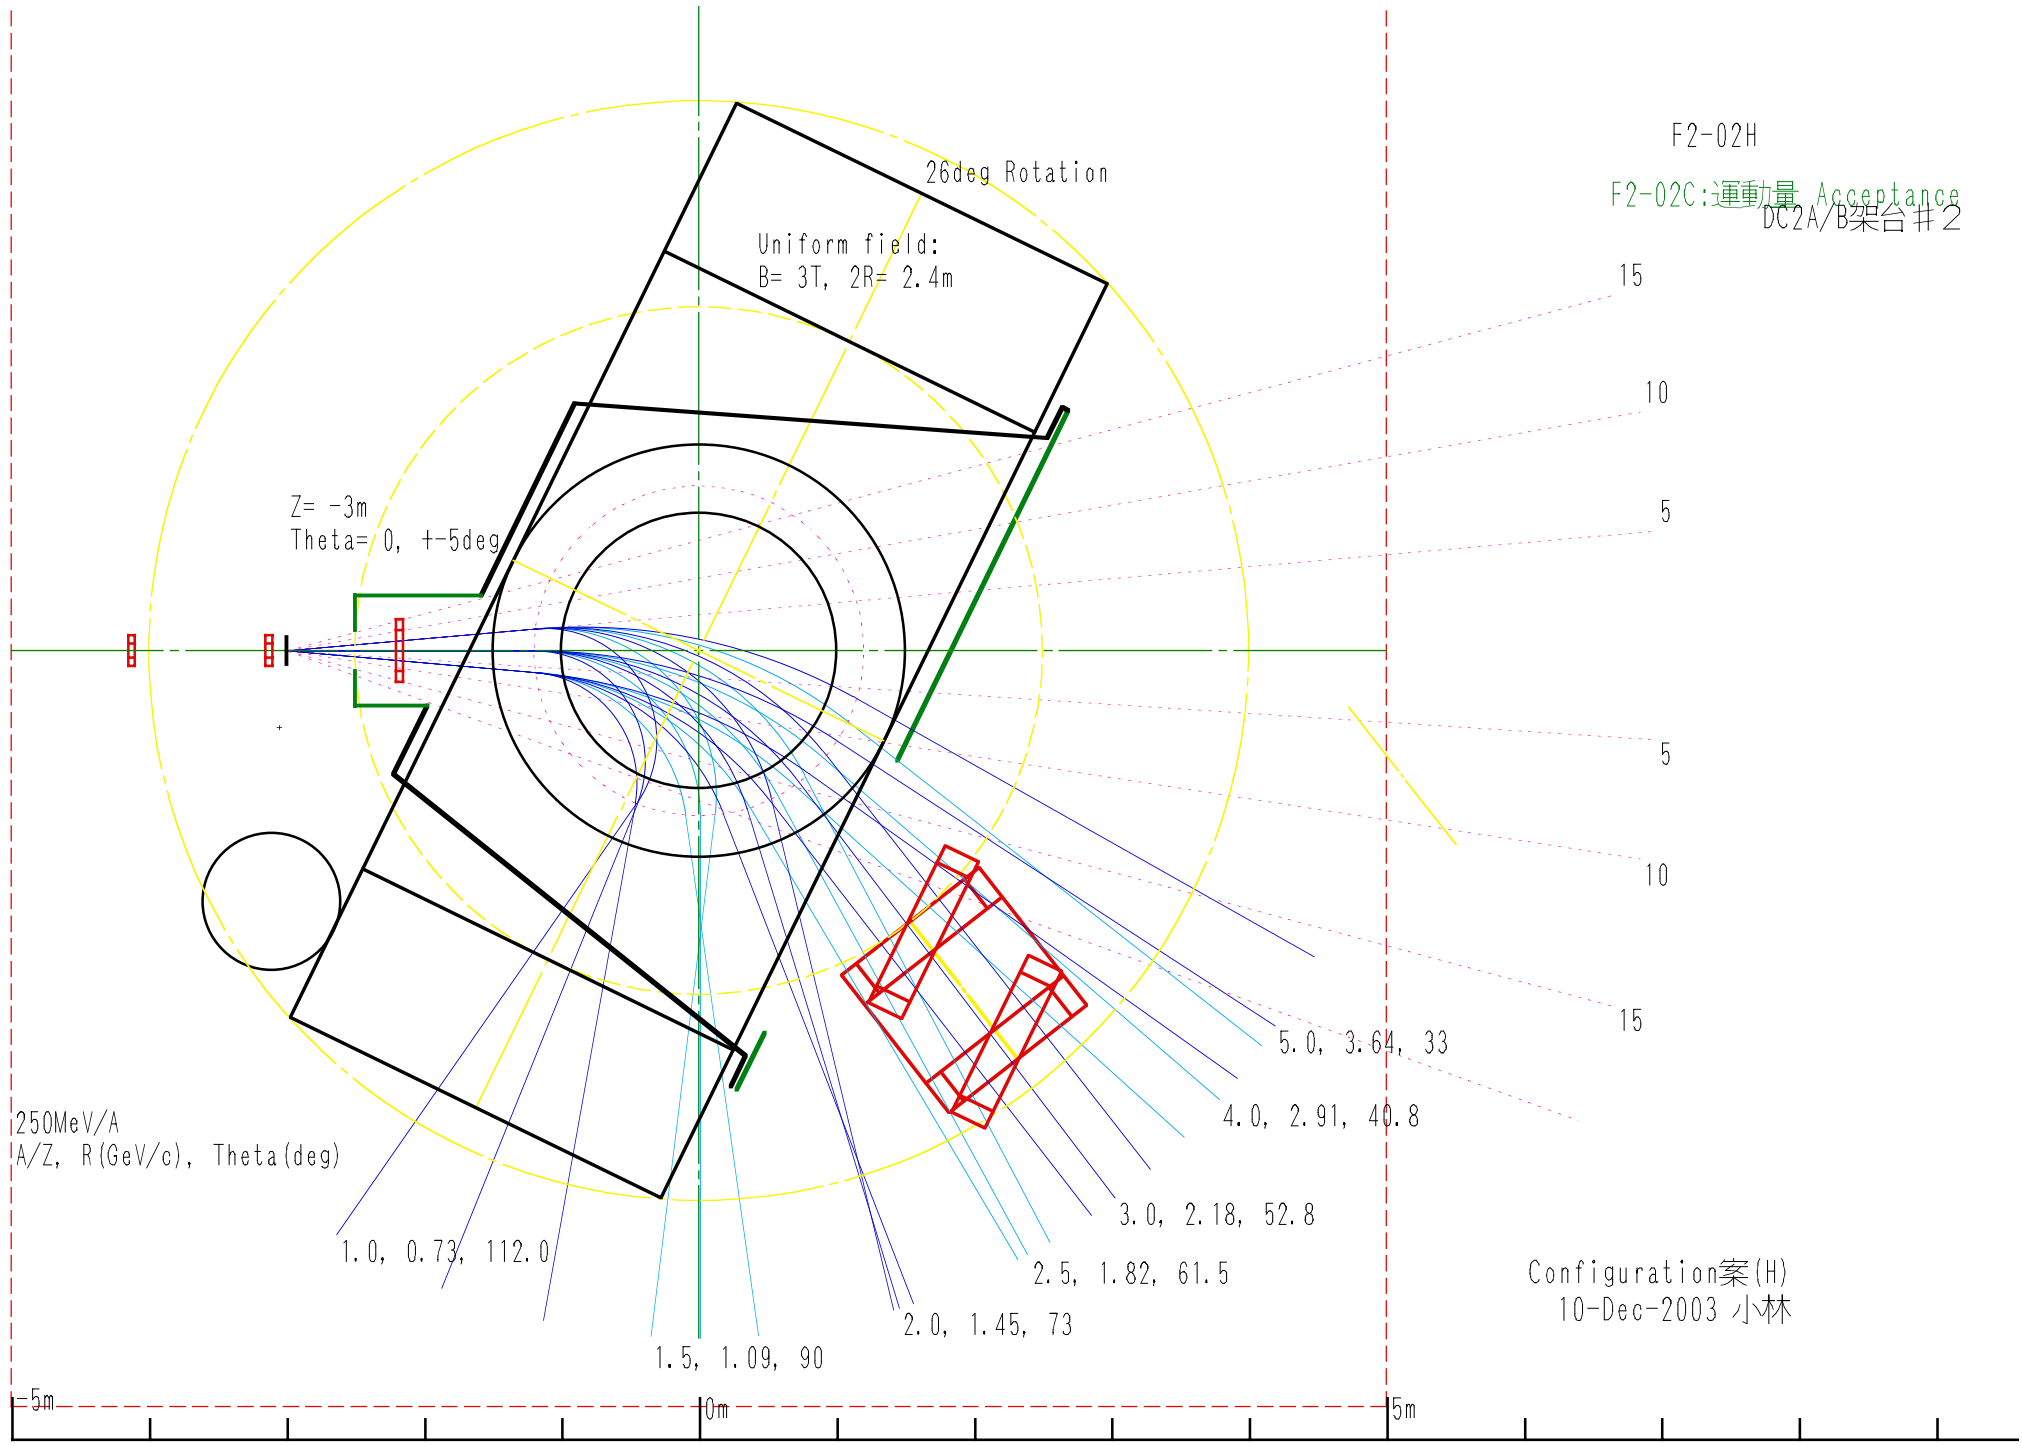 F2-02H
26deg Rotation
F2-02C:運動量 Acceptance
DC2A/B架台#2
Uniform field:
B= 3T, 2R= 2.4m
15
10
Z= -3m
Theta= 0, +-5deg
5
5
10
15
5.0, 3.64, 33
4.0, 2.91, 40.8
250MeV/A
A/Z, R(GeV/c), Theta(deg)
3.0, 2.18, 52.8
1.0, 0.73, 112.0
2.5, 1.82, 61.5
Configuration案(H)
10-Dec-2003 小林
2.0, 1.45, 73
1.5, 1.09, 90
-5m
0m
5m